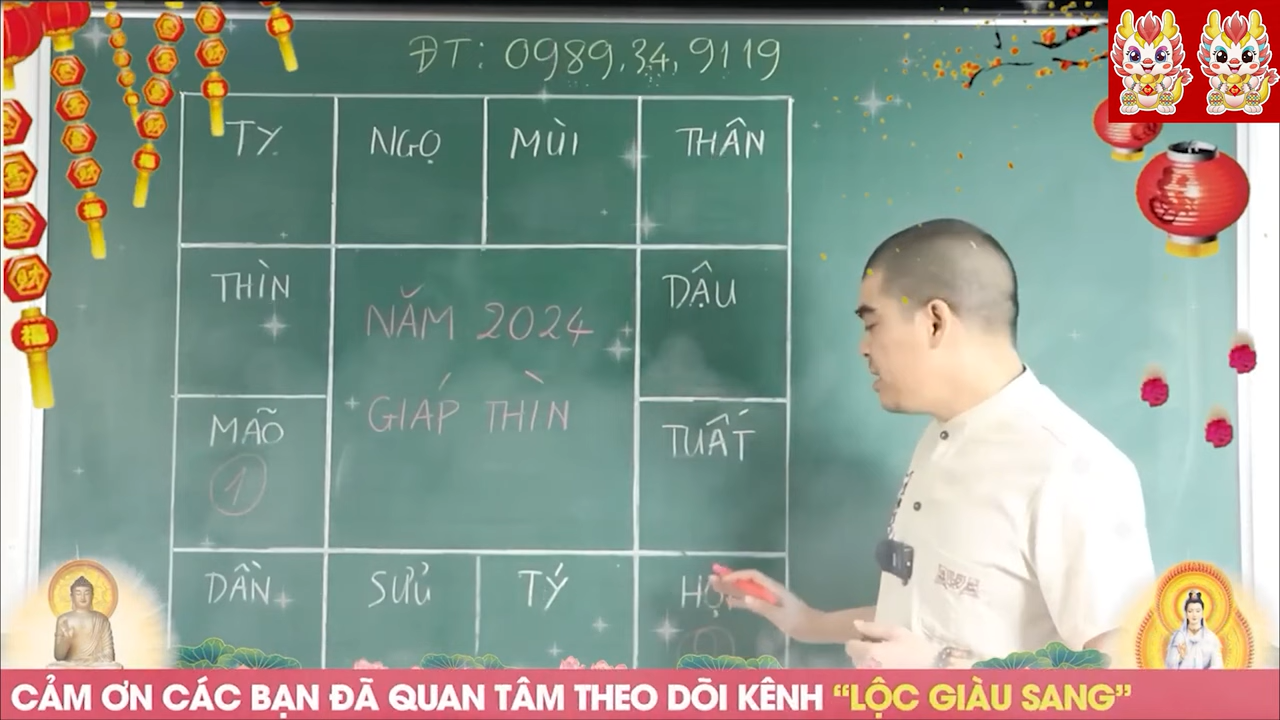 ĐT: 0989.34.9119
TỴ NGỌ MÙI THÂN
THÌN DẬU
NĂM 2024
GIÁP THÌN
MÃO TUẤT
1
DẦN SỬU TÝ
CẢM ƠN CÁC BẠN ĐÃ QUAN TÂM THEO DÕI KÊNH “LỘC GIÀU SANG”